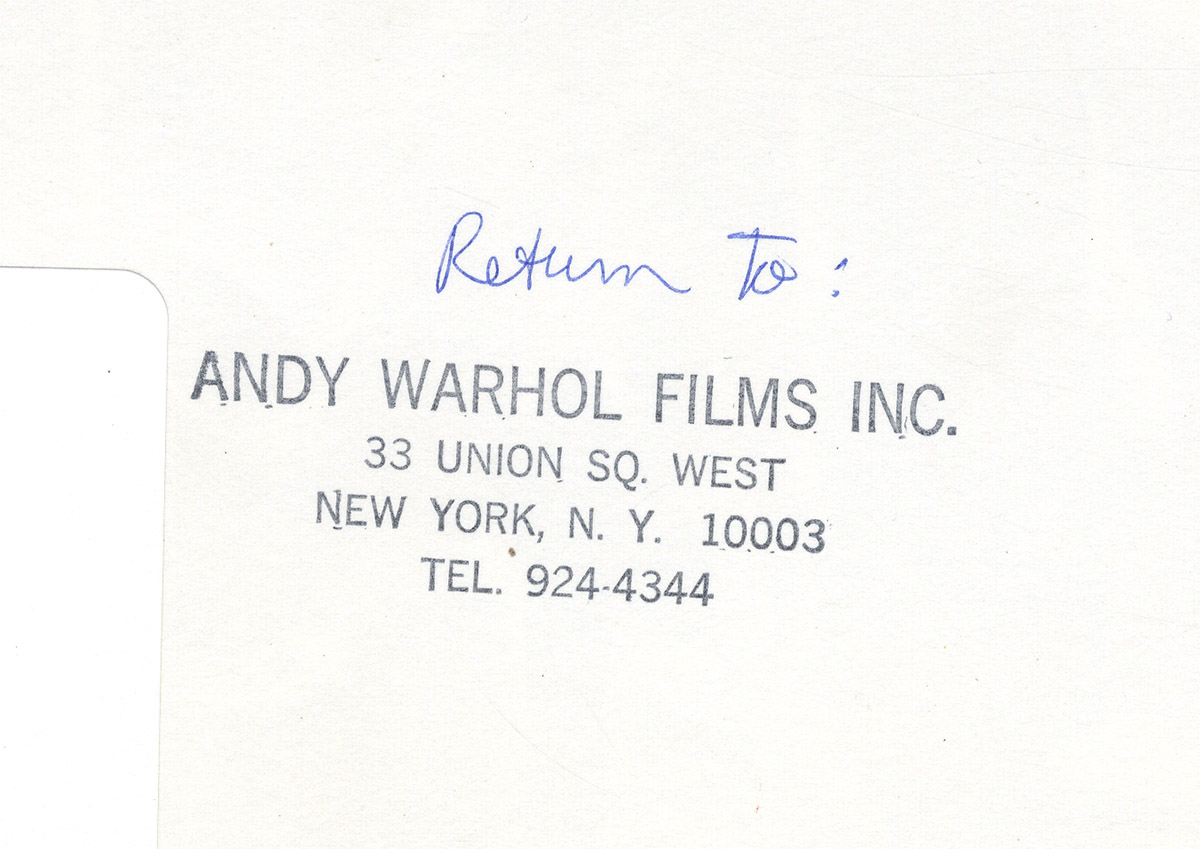 Return To:
ANDY WARHOL FILMS INC.
33 UNION SQ. WEST
NEW YORK, N. Y. 10003
TEL. 924-4344